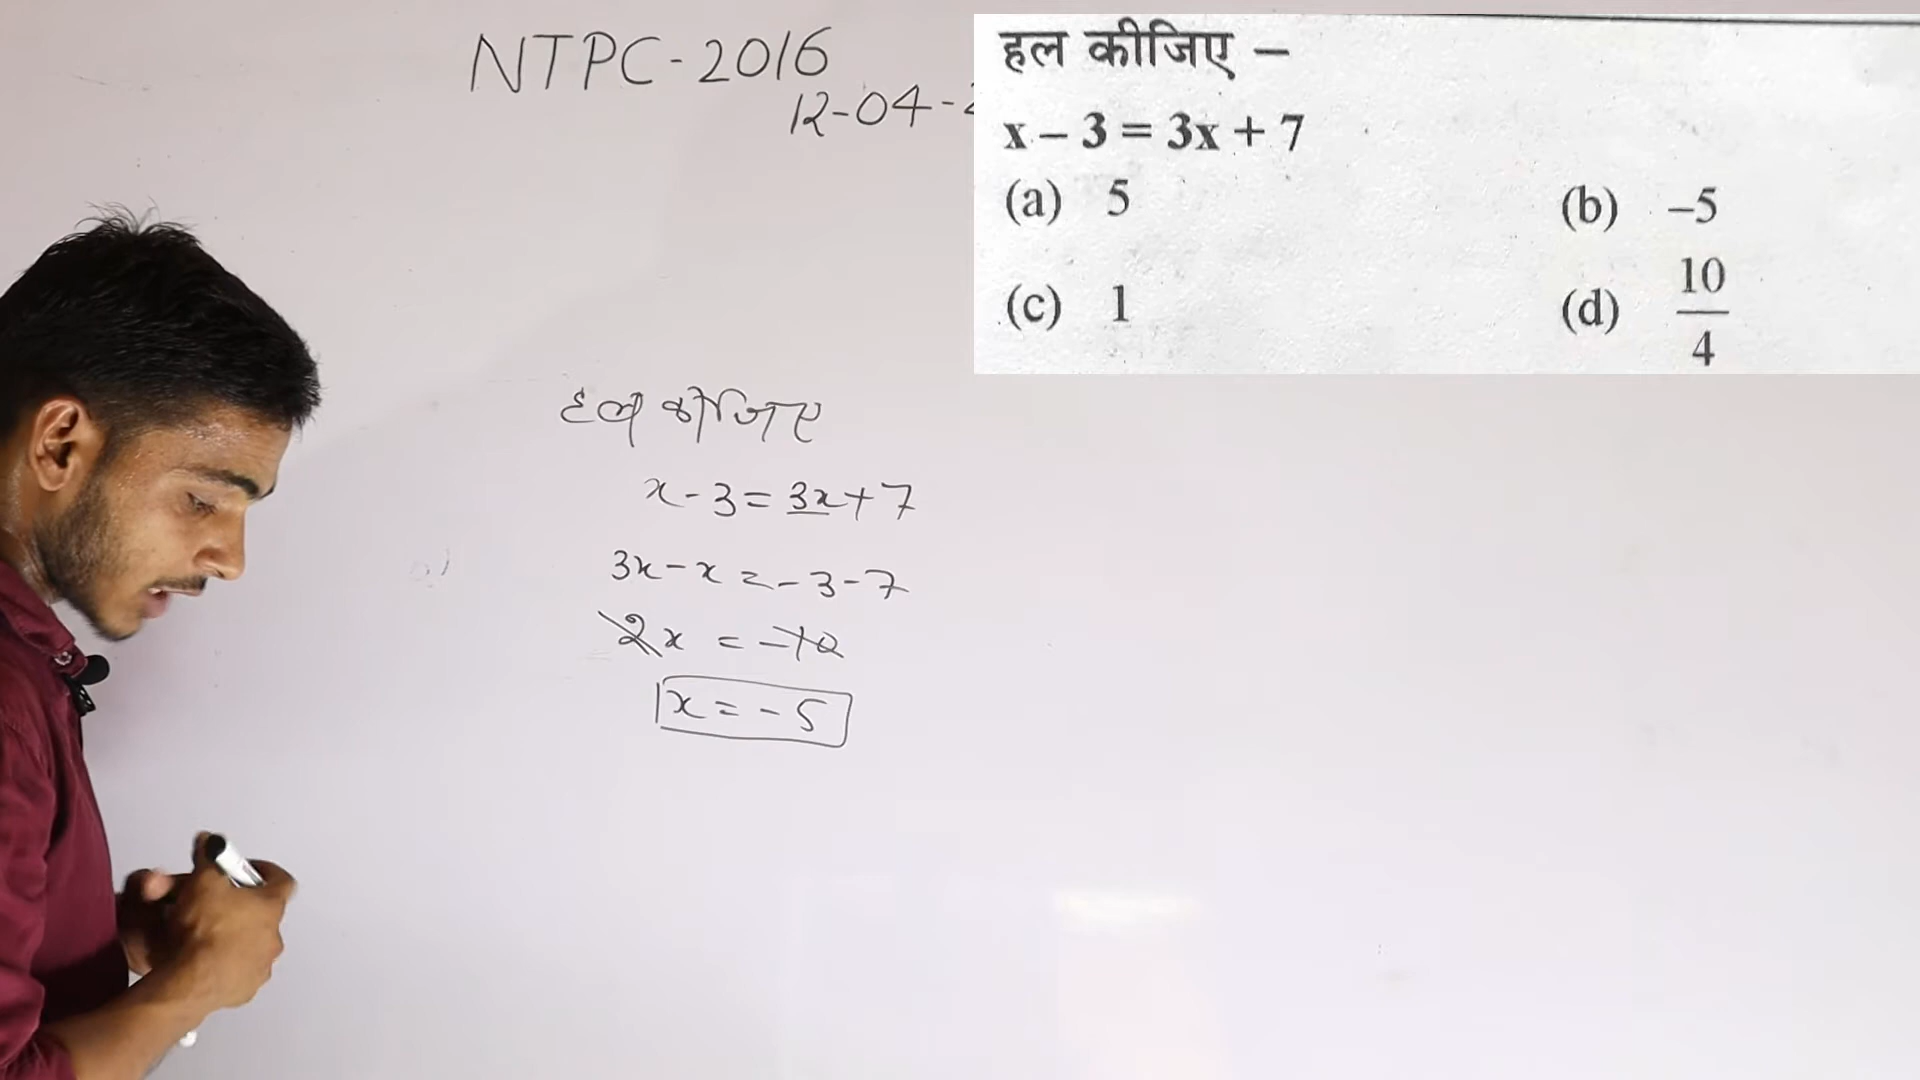 NTPC-2016
12-04-
हल कीजिए –
x – 3 = 3x + 7
(a) 5 (b) –5
(c) 1 (d) 10/4
हल कीजिए
x - 3 = 3x + 7
3x - x = - 3 - 7
2x = -10
x = - 5